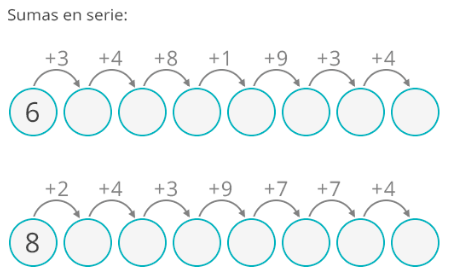 Sumas en serie:
+3 +4 +8 +1 +9 +3 +4
6
+2 +4 +3 +9 +7 +7 +4
8